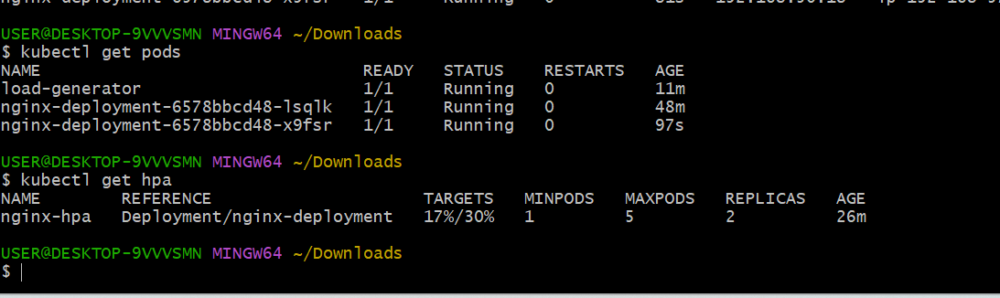 USER@DESKTOP-9VVVSMN MINGW64 ~/Downloads
$ kubectl get pods
NAME READY STATUS RESTARTS AGE
load-generator 1/1 Running 0 11m
nginx-deployment-6578bbcd48-lsqlk 1/1 Running 0 48m
nginx-deployment-6578bbcd48-x9fsr 1/1 Running 0 97s
USER@DESKTOP-9VVVSMN MINGW64 ~/Downloads
$ kubectl get hpa
NAME REFERENCE TARGETS MINPODS MAXPODS REPLICAS AGE
nginx-hpa Deployment/nginx-deployment 17%/30% 1 5 2 26m
USER@DESKTOP-9VVVSMN MINGW64 ~/Downloads
$